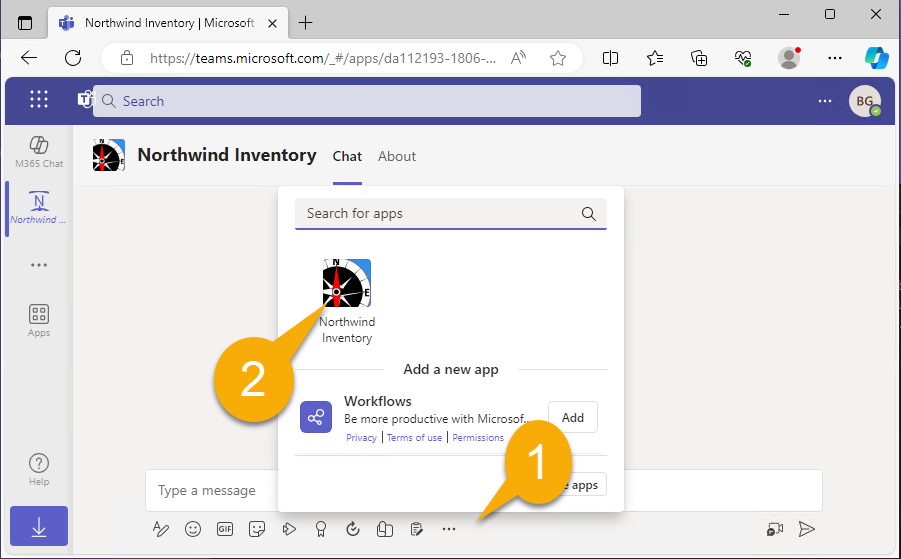 Northwind Inventory | Microsoft
https://teams.microsoft.com/_#/apps/da112193-1806-...
Search
BG
M365 Chat
Northwind ...
Apps
Help
Northwind Inventory
Chat
About
Search for apps
N
E
Northwind
Inventory
2
Add a new app
Workflows
Be more productive with Microsof...
Add
Privacy | Terms of use | Permissions
1
apps
Type a message
GIF